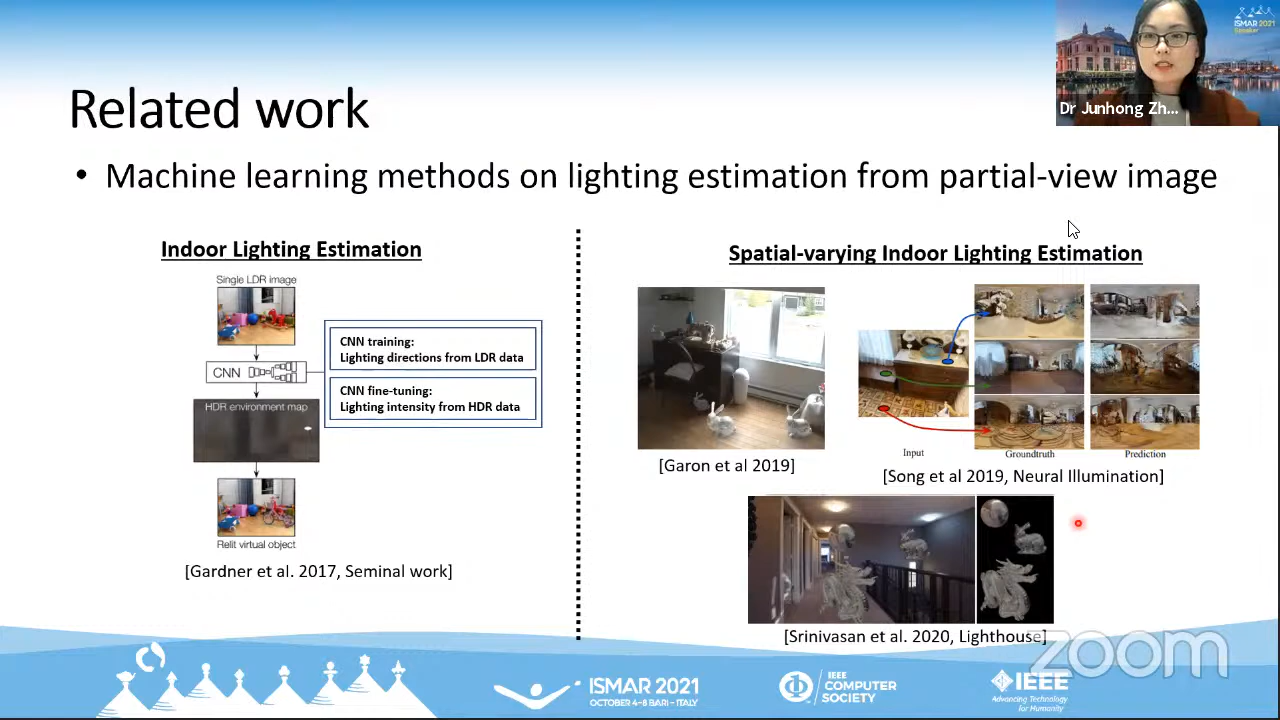 ISMAR 2021
Speaker
Dr Junhong Zh...
Related work
• Machine learning methods on lighting estimation from partial-view image
Indoor Lighting Estimation
Single LDR image
CNN
CNN training:
Lighting directions from LDR data
CNN fine-tuning:
Lighting intensity from HDR data
HDR environment map
Relit virtual object
[Gardner et al. 2017, Seminal work]
Spatial-varying Indoor Lighting Estimation
[Garon et al 2019]
Input
Groundtruth
Prediction
[Song et al 2019, Neural Illumination]
[Srinivasan et al. 2020, Lighthouse]
zoom
ISMAR 2021
OCTOBER 4-8 BARI - ITALY
IEEE
COMPUTER
SOCIETY
IEEE
Advancing Technology
for Humanity